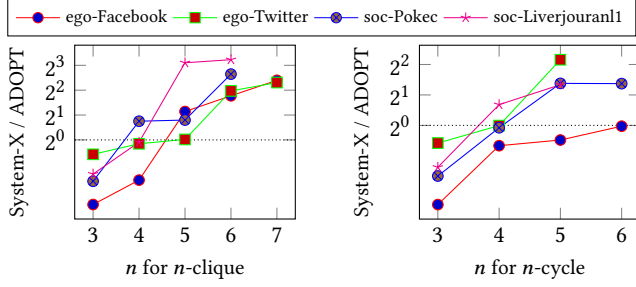 ego-Facebook ego-Twitter soc-Pokec soc-Liverjouranl1
System-X / ADOPT
2^3
2^2
2^1
2^0
3 4 5 6 7
n for n-clique
System-X / ADOPT
2^2
2^1
2^0
3 4 5 6
n for n-cycle